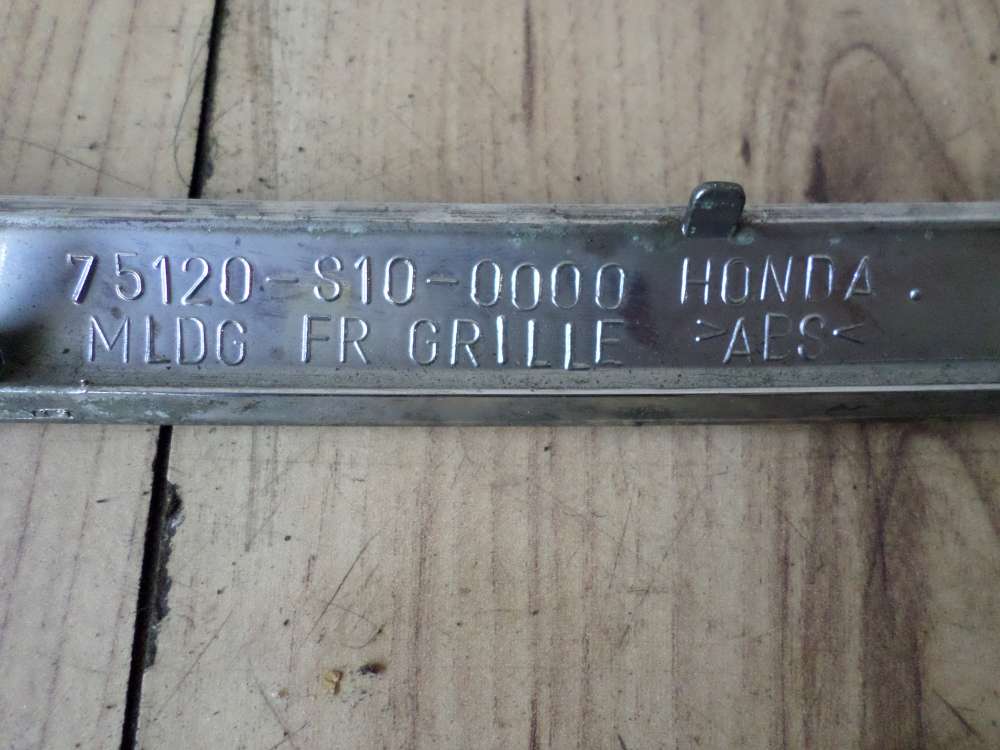 75120-S10-0000 HONDA.
MLDG FR GRILLE >ABS<